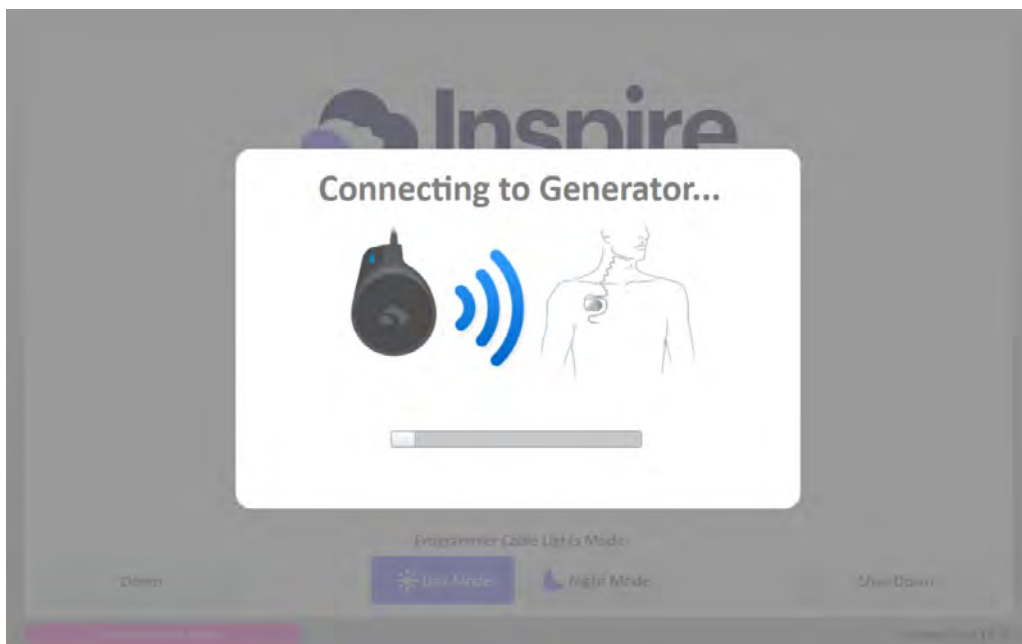 Inspire
Connecting to Generator...
Programmer Cable Lights Mode:
Demo
Day Mode
Night Mode
Shut Down